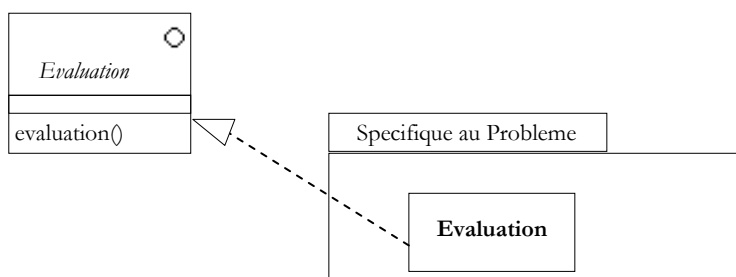 Evaluation
evaluation()
Specifique au Probleme
Evaluation